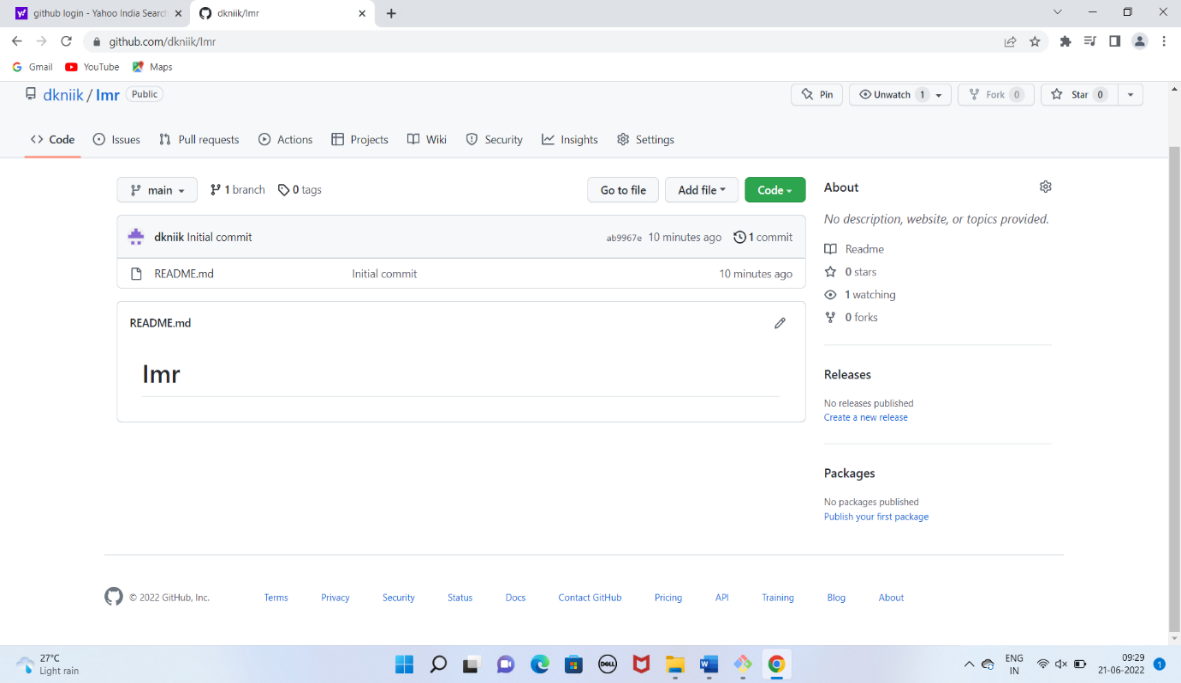 github login - Yahoo India Search
dkniik/lmr
github.com/dkniik/lmr
Gmail YouTube Maps
dkniik / lmr Public
Pin Unwatch 1 Fork 0 Star 0
Code Issues Pull requests Actions Projects Wiki Security Insights Settings
main 1 branch 0 tags Go to file Add file Code
dkniik Initial commit ab9967e 10 minutes ago 1 commit
README.md Initial commit 10 minutes ago
README.md
lmr
About
No description, website, or topics provided.
Readme
0 stars
1 watching
0 forks
Releases
No releases published
Create a new release
Packages
No packages published
Publish your first package
© 2022 GitHub, Inc. Terms Privacy Security Status Docs Contact GitHub Pricing API Training Blog About
27°C
Light rain
DELL
W
ENG
IN
09:29
21-06-2022
1